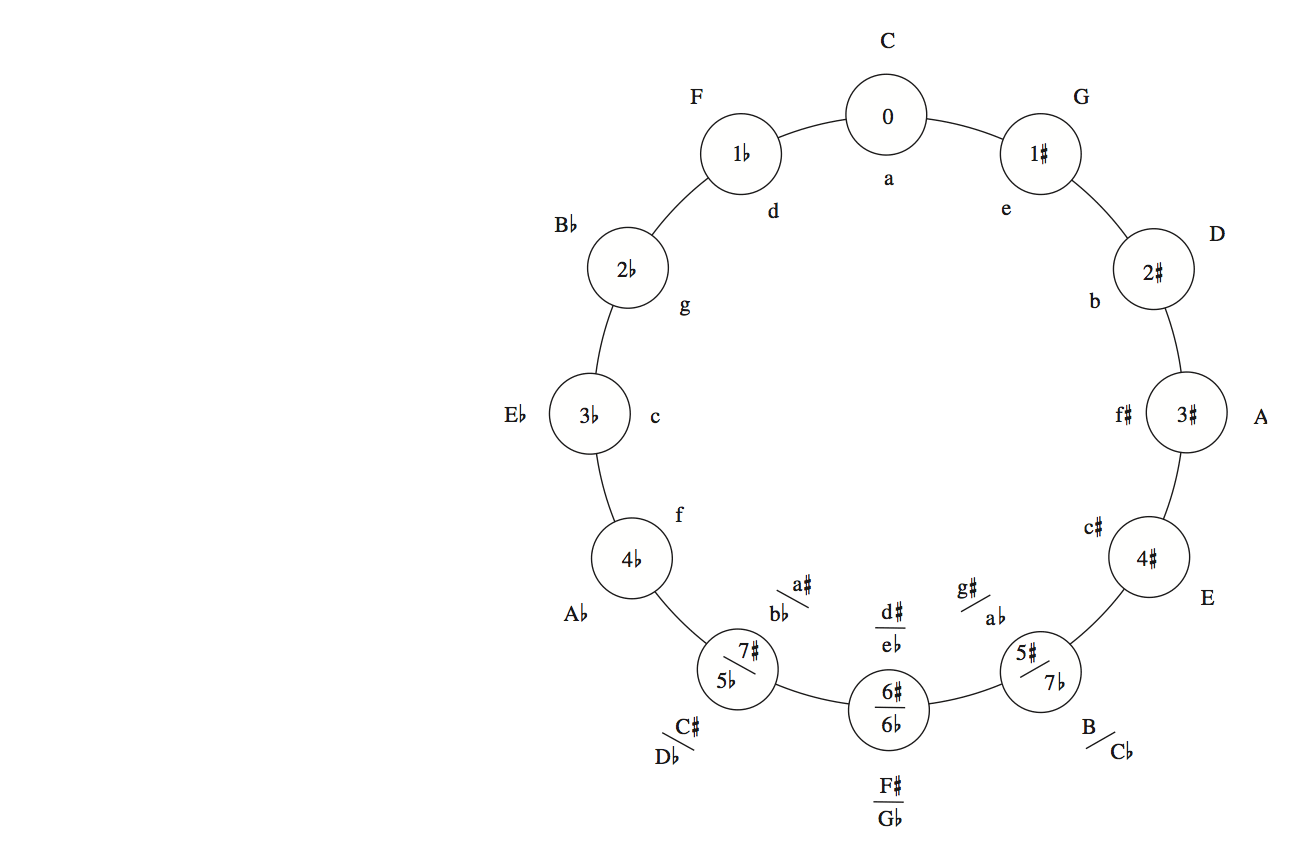 C
F
G
0
1♭
1♯
a
d
e
B♭
D
2♭
2♯
g
b
E♭
3♭
c
f♯
3♯
A
f
c♯
4♭
4♯
A♭
E
a♯
b♭
d♯
e♭
g♯
a♭
7♯
5♭
6♯
6♭
5♯
7♭
C♯
D♭
B
C♭
F♯
G♭